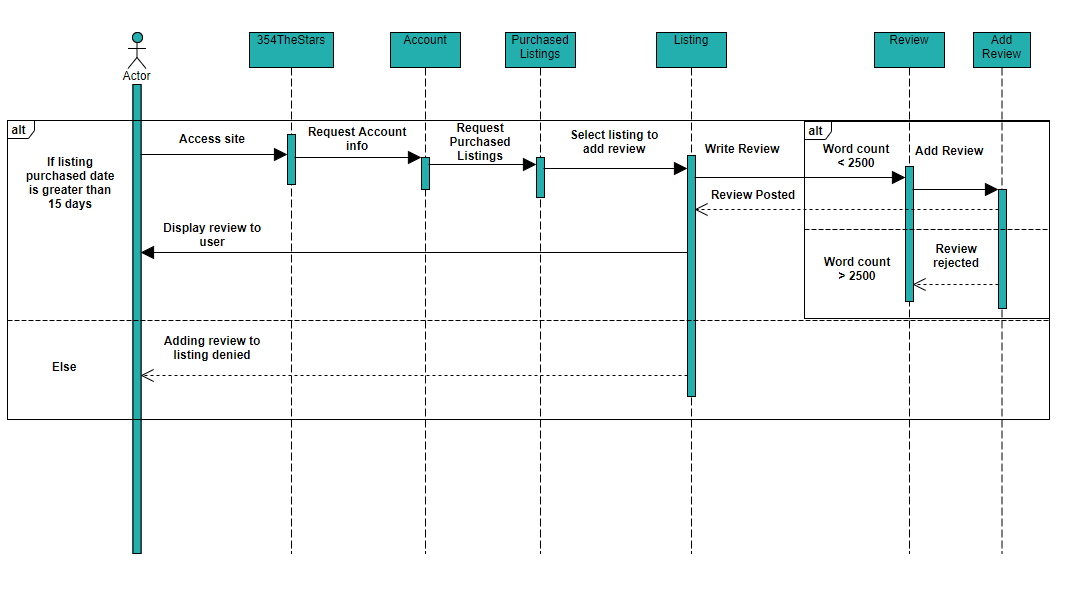 354TheStars
Account
Purchased
Listings
Listing
Review
Add
Review
Actor
alt
If listing
purchased date
is greater than
15 days
Access site
Request Account
info
Request
Purchased
Listings
Select listing to
add review
Write Review
alt
Word count
< 2500
Add Review
Review Posted
Display review to
user
Word count
> 2500
Review
rejected
Else
Adding review to
listing denied